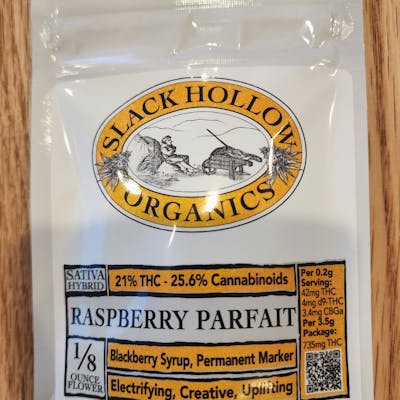 SLACK HOLLOW
ORGANICS
SATIVA
HYBRID
21% THC - 25.6% Cannabinoids
RASPBERRY PARFAIT
1/8
OUNCE
FLOWER
Blackberry Syrup, Permanent Marker
Electrifying, Creative, Uplifting
Per 0.2g
Serving:
42mg THC
4mg d9-THC
3.4mg CBGa
Per 3.5g
Package:
735mg THC